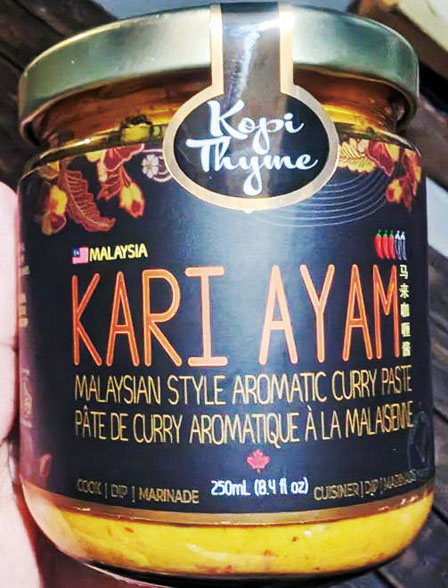 Kopi
Thyme
MALAYSIA
KARI AYAM
马来咖喱酱
MALAYSIAN STYLE AROMATIC CURRY PASTE
PÂTE DE CURRY AROMATIQUE À LA MALAISIENNE
COOK | DIP | MARINADE
250mL (8.4 fl oz)
CUISINER | DIP |